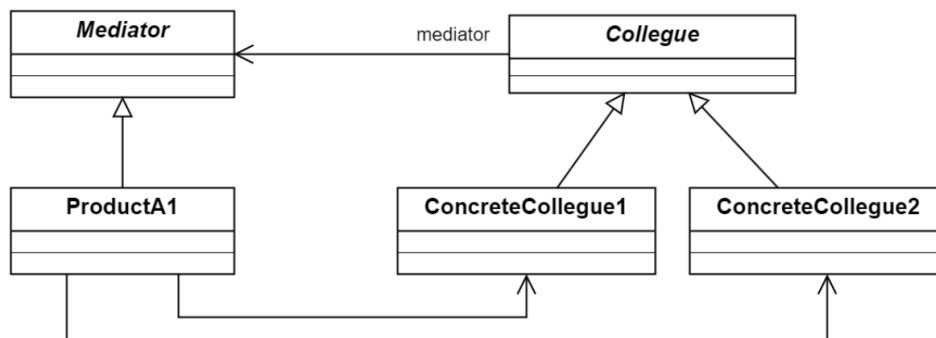 Mediator
mediator
Collegue
ProductA1
ConcreteCollegue1
ConcreteCollegue2